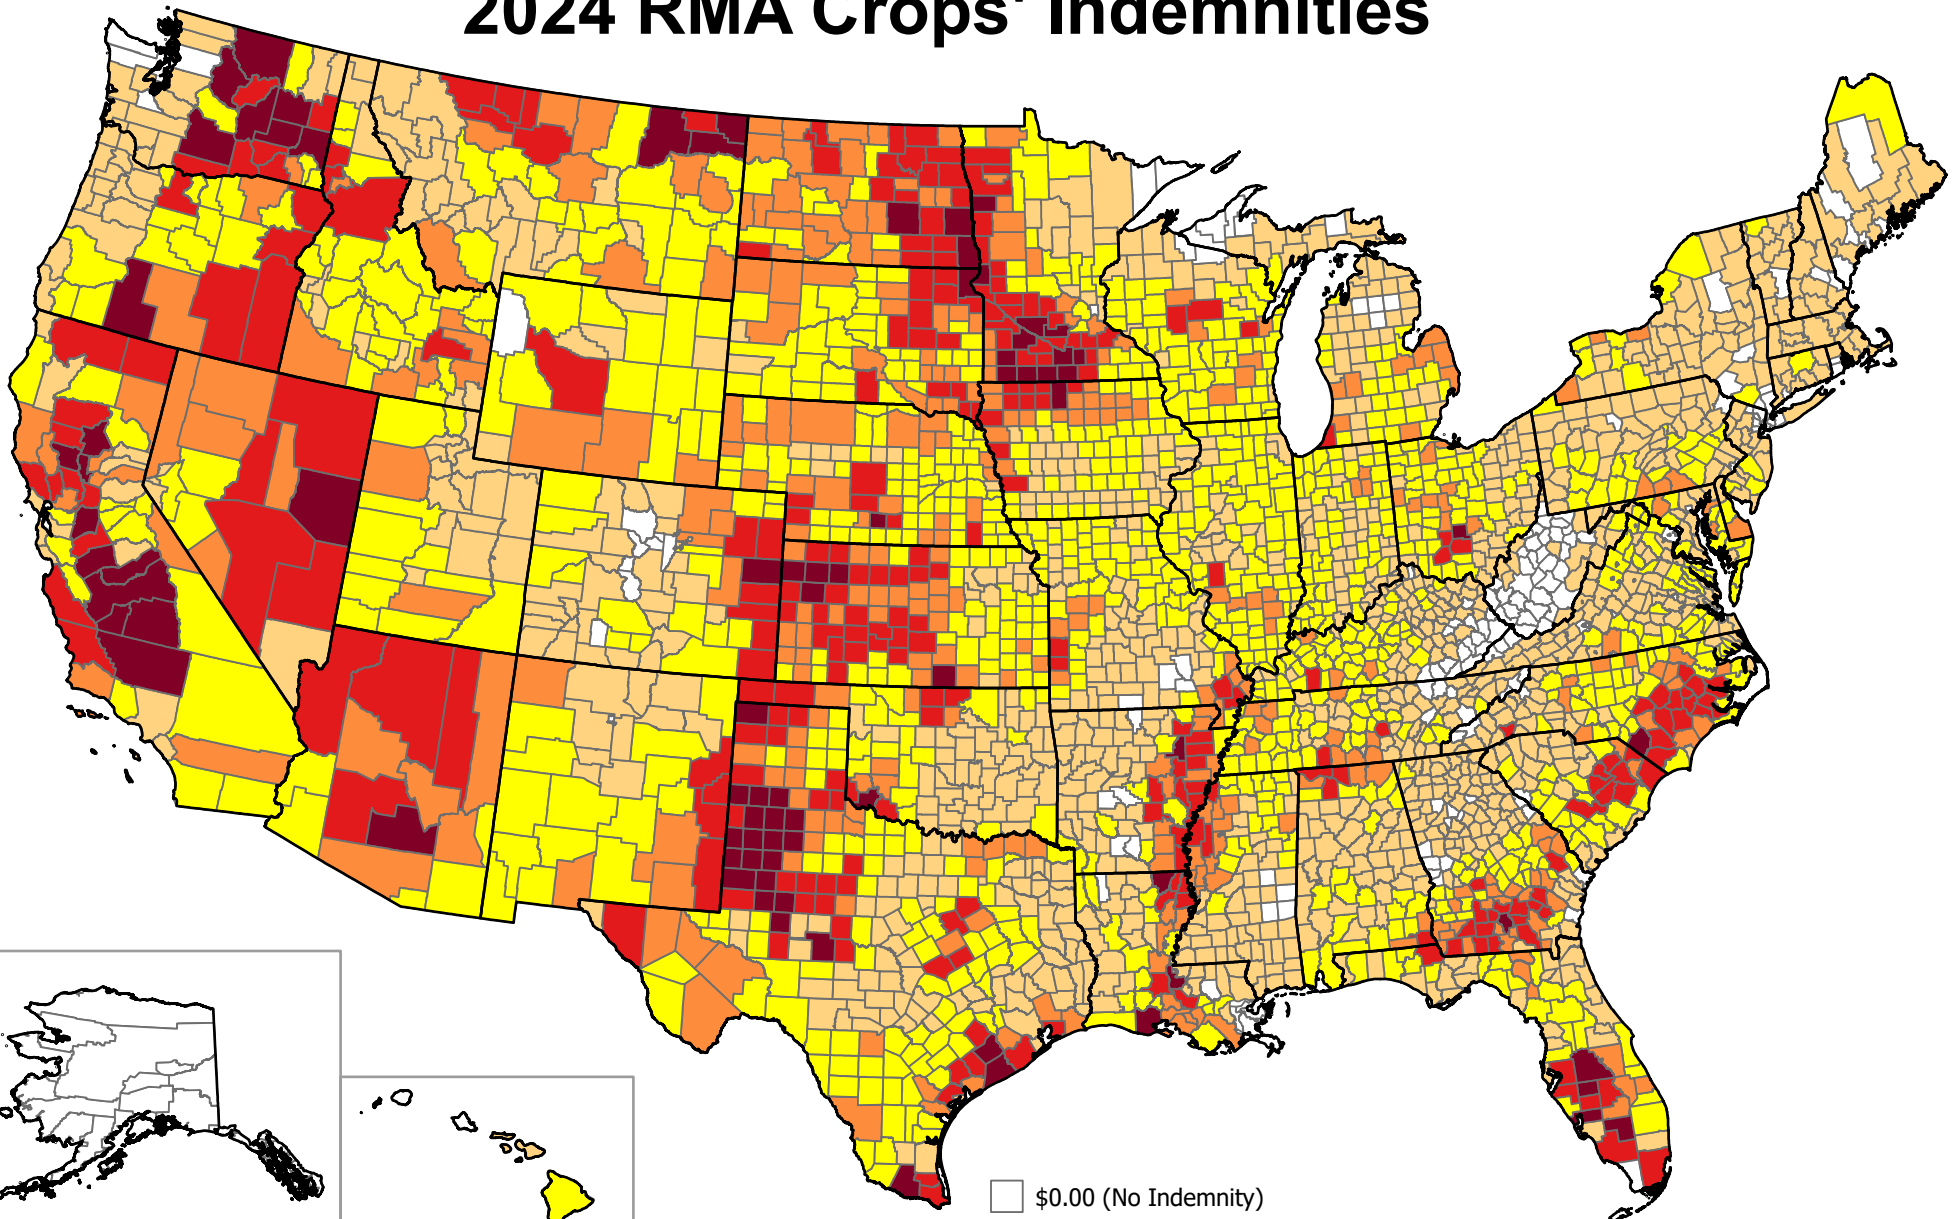 2024 RMA Crops' Indemnities
$0.00 (No Indemnity)